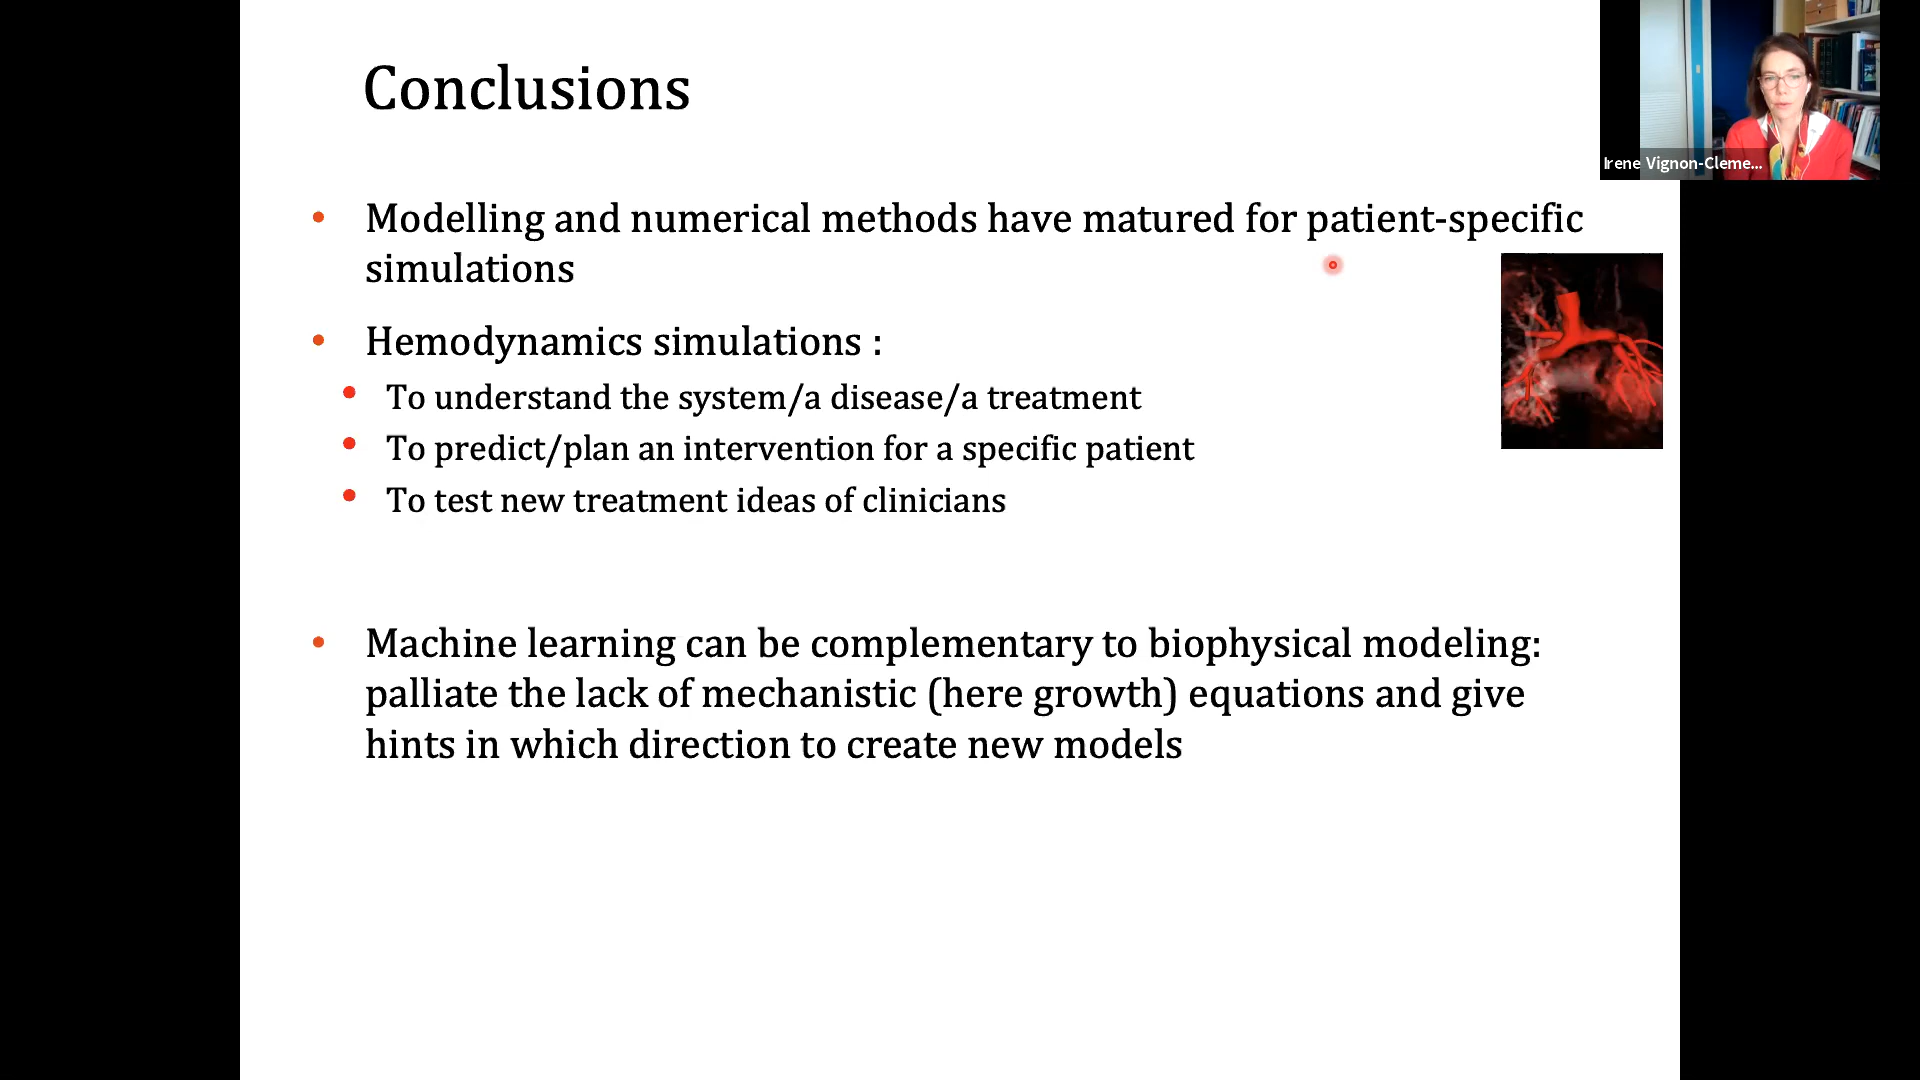 Conclusions
Irene Vignon-Cleme...
• Modelling and numerical methods have matured for patient-specific
simulations
• Hemodynamics simulations :
• To understand the system/a disease/a treatment
• To predict/plan an intervention for a specific patient
• To test new treatment ideas of clinicians
• Machine learning can be complementary to biophysical modeling:
palliate the lack of mechanistic (here growth) equations and give
hints in which direction to create new models